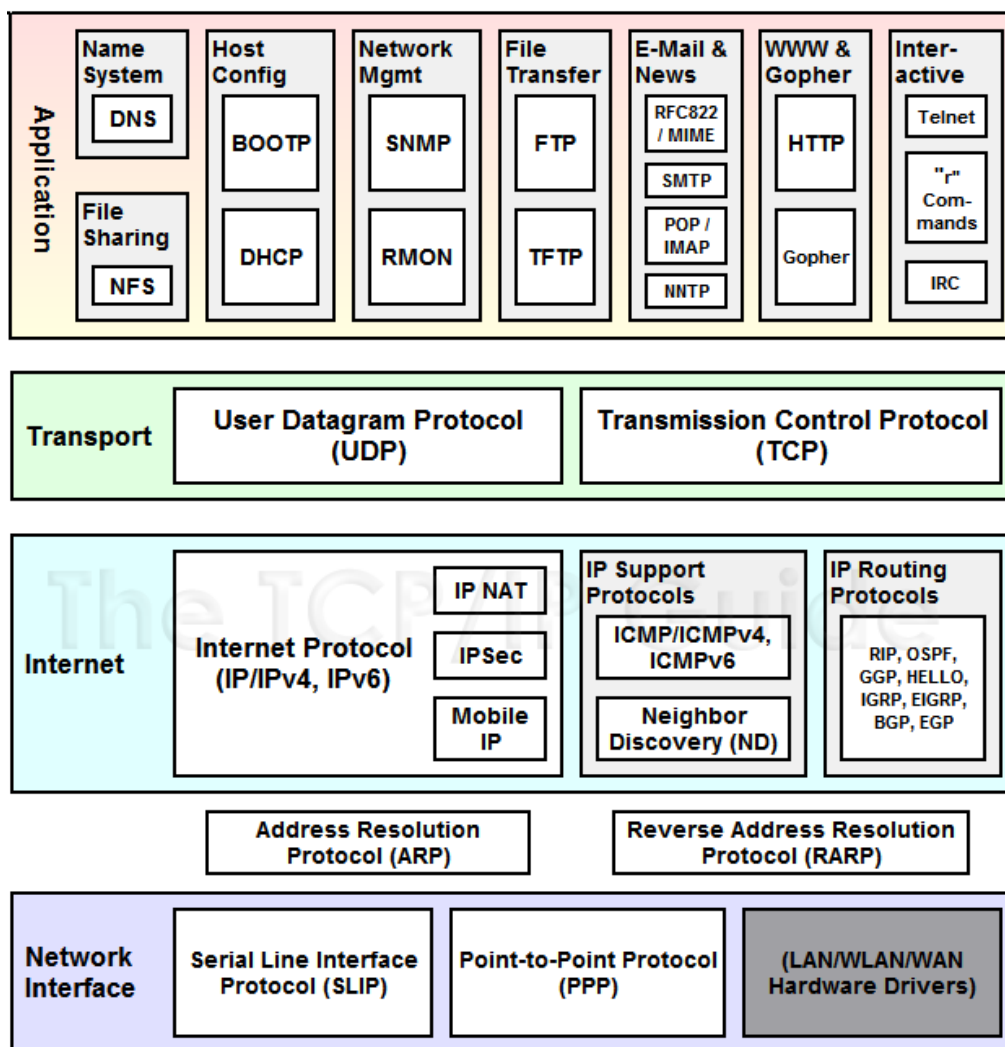 Application
Name
System
DNS
File
Sharing
NFS
Host
Config
BOOTP
DHCP
Network
Mgmt
SNMP
RMON
File
Transfer
FTP
TFTP
E-Mail &
News
RFC822
/ MIME
SMTP
POP /
IMAP
NNTP
WWW &
Gopher
HTTP
Gopher
Inter-
active
Telnet
"r"
Com-
mands
IRC
Transport
User Datagram Protocol
(UDP)
Transmission Control Protocol
(TCP)
The TCP/IP Guide
Internet
Internet Protocol
(IP/IPv4, IPv6)
IP NAT
IPSec
Mobile
IP
IP Support
Protocols
ICMP/ICMPv4,
ICMPv6
Neighbor
Discovery (ND)
IP Routing
Protocols
RIP, OSPF,
GGP, HELLO,
IGRP, EIGRP,
BGP, EGP
Address Resolution
Protocol (ARP)
Reverse Address Resolution
Protocol (RARP)
Network
Interface
Serial Line Interface
Protocol (SLIP)
Point-to-Point Protocol
(PPP)
(LAN/WLAN/WAN
Hardware Drivers)